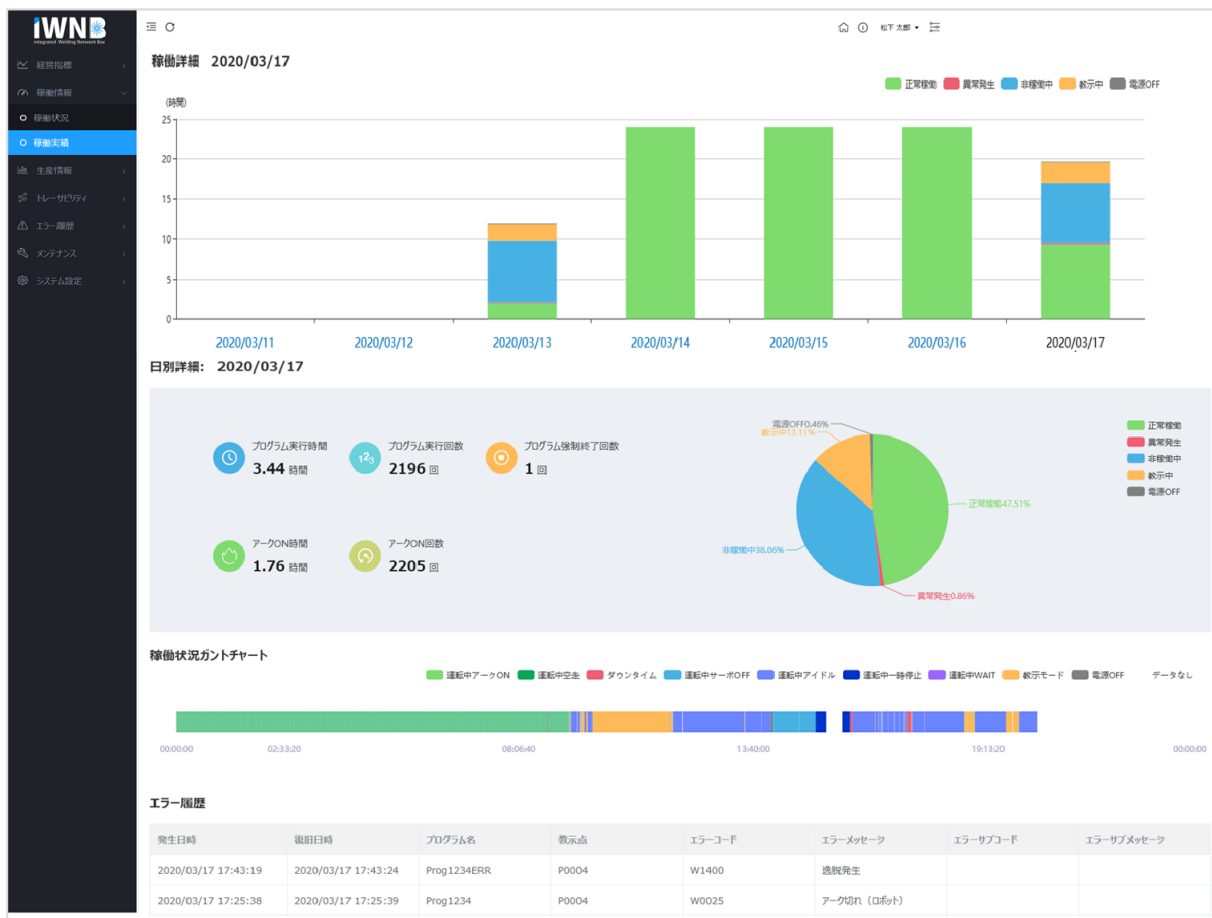 iWNB
Integrated Welding Network Box
松下 太郎
経営指標
稼働情報
稼働状況
稼働実績
生産情報
トレーサビリティ
エラー履歴
メンテナンス
システム設定
稼働詳細 2020/03/17
正常稼働 異常発生 非稼働中 教示中 電源OFF
(時間)
25
20
15
10
5
0
2020/03/11 2020/03/12 2020/03/13 2020/03/14 2020/03/15 2020/03/16 2020/03/17
日別詳細: 2020/03/17
プログラム実行時間
3.44 時間
プログラム実行回数
2196 回
プログラム強制終了回数
1 回
アークON時間
1.76 時間
アークON回数
2205 回
123
電源OFF0.46%
教示中13.11%
正常稼働47.51%
非稼働中38.06%
異常発生0.86%
正常稼働
異常発生
非稼働中
教示中
電源OFF
稼働状況ガントチャート
運転中アークON 運転中空走 ダウンタイム 運転中サーボOFF 運転中アイドル 運転中一時停止 運転中WAIT 教示モード 電源OFF データなし
00:00:00 02:33:20 08:06:40 13:40:00 19:13:20 00:00:00
エラー履歴
発生日時 復旧日時 プログラム名 教示点 エラーコード エラーメッセージ エラーサブコード エラーサブメッセージ
2020/03/17 17:43:19 2020/03/17 17:43:24 Prog1234ERR P0004 W1400 逸脱発生
2020/03/17 17:25:38 2020/03/17 17:25:39 Prog1234 P0004 W0025 アーク切れ（ロボット）